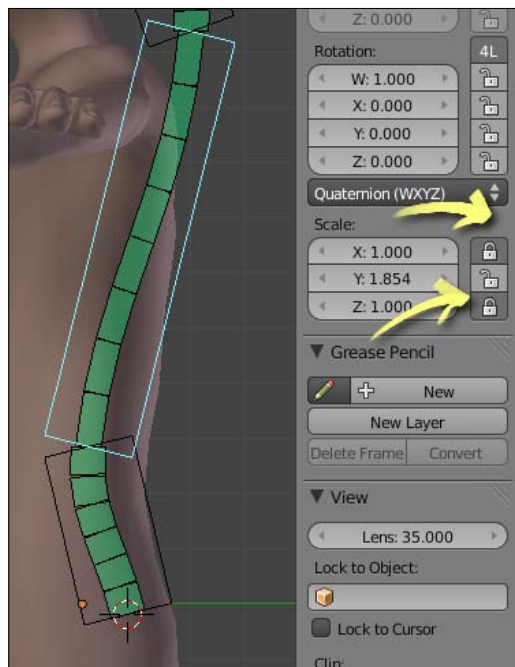 Z: 0.000
Rotation:
4L
W: 1.000
X: 0.000
Y: 0.000
Z: 0.000
Quaternion (WXYZ)
Scale:
X: 1.000
Y: 1.854
Z: 1.000
Grease Pencil
New
New Layer
Delete Frame
Convert
View
Lens: 35.000
Lock to Object:
Lock to Cursor
Clip: